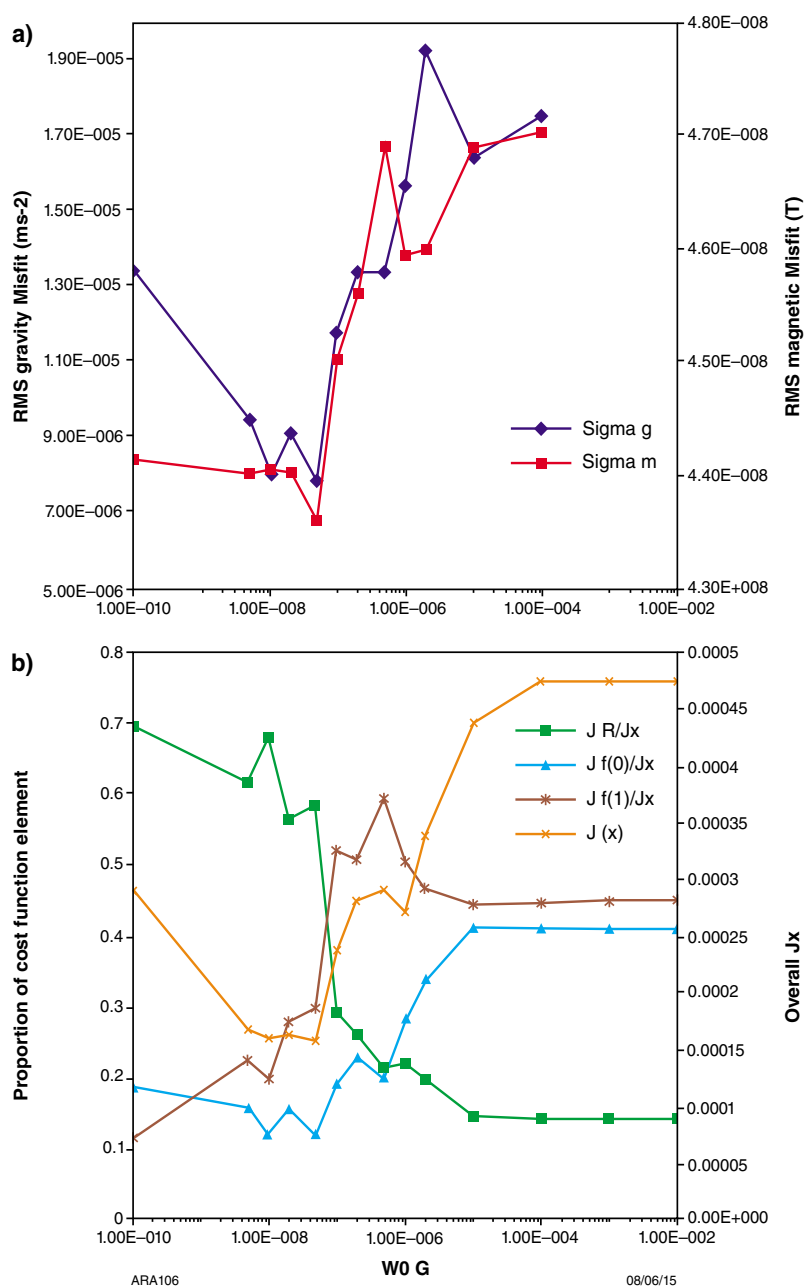 a)
RMS gravity Misfit (ms-2)
1.90E–005
1.70E–005
1.50E–005
1.30E–005
1.10E–005
9.00E–006
7.00E–006
5.00E–006
4.80E–008
4.70E–008
4.60E–008
4.50E–008
4.40E–008
4.30E+008
RMS magnetic Misfit (T)
Sigma g
Sigma m
1.00E–010
1.00E–008
1.00E–006
1.00E–004
1.00E–002
b)
Proportion of cost function element
0.8
0.7
0.6
0.5
0.4
0.3
0.2
0.1
0
0.0005
0.00045
0.0004
0.00035
0.0003
0.00025
0.0002
0.00015
0.0001
0.00005
0.00E+000
Overall Jx
J R/Jx
J f(0)/Jx
J f(1)/Jx
J (x)
1.00E–010
1.00E–008
1.00E–006
1.00E–004
1.00E–002
W0 G
ARA106
08/06/15